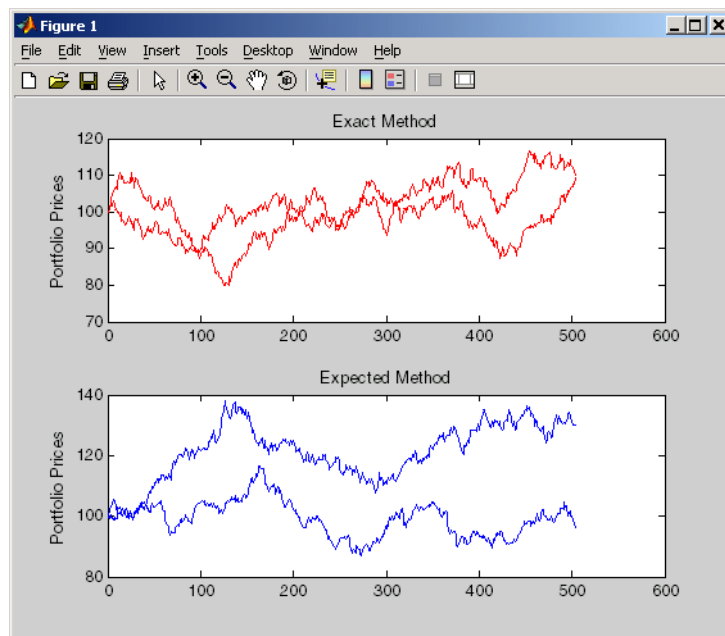 Figure 1
File Edit View Insert Tools Desktop Window Help
Exact Method
Portfolio Prices
120
110
100
90
80
70
0 100 200 300 400 500 600
Expected Method
Portfolio Prices
140
120
100
80
0 100 200 300 400 500 600